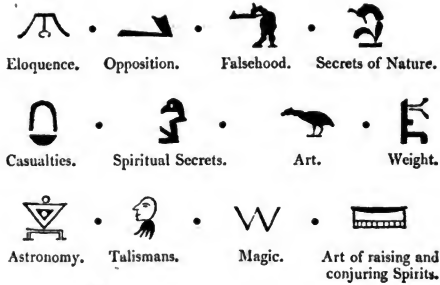 Eloquence. Opposition. Falsehood. Secrets of Nature.
Casualties. Spiritual Secrets. Art. Weight.
Astronomy. Talismans. Magic. Art of raising and
conjuring Spirits.